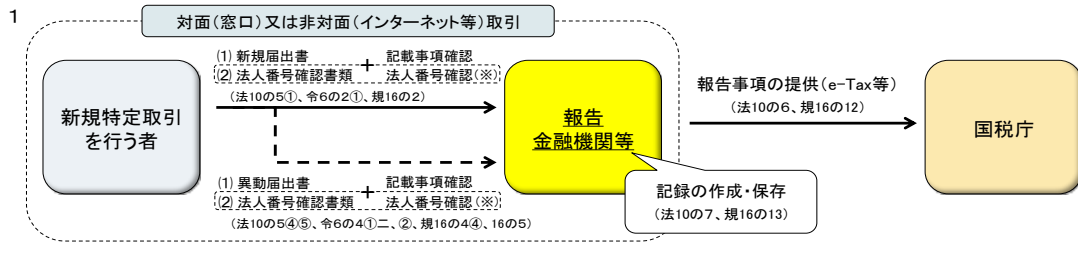 1
対面(窓口)又は非対面(インターネット等)取引
(1) 新規届出書 + 記載事項確認
(2) 法人番号確認書類 法人番号確認(※)
(法10の5①、令6の2①、規16の2)
新規特定取引
を行う者
報告
金融機関等
報告事項の提供(e-Tax等)
(法10の6、規16の12)
国税庁
(1) 異動届出書 + 記載事項確認
(2) 法人番号確認書類 法人番号確認(※)
(法10の5④⑤、令6の4①二、②、規16の4④、16の5)
記録の作成・保存
(法10の7、規16の13)